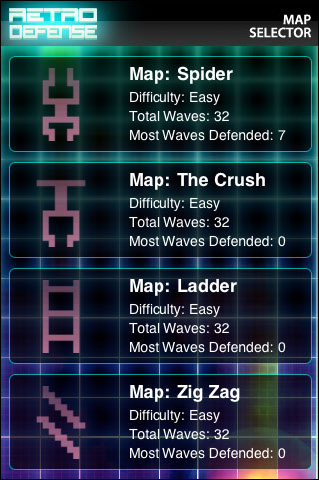 RETRO
DEFENSE
MAP
SELECTOR
Map: Spider
Difficulty: Easy
Total Waves: 32
Most Waves Defended: 7
Map: The Crush
Difficulty: Easy
Total Waves: 32
Most Waves Defended: 0
Map: Ladder
Difficulty: Easy
Total Waves: 32
Most Waves Defended: 0
Map: Zig Zag
Difficulty: Easy
Total Waves: 32
Most Waves Defended: 0